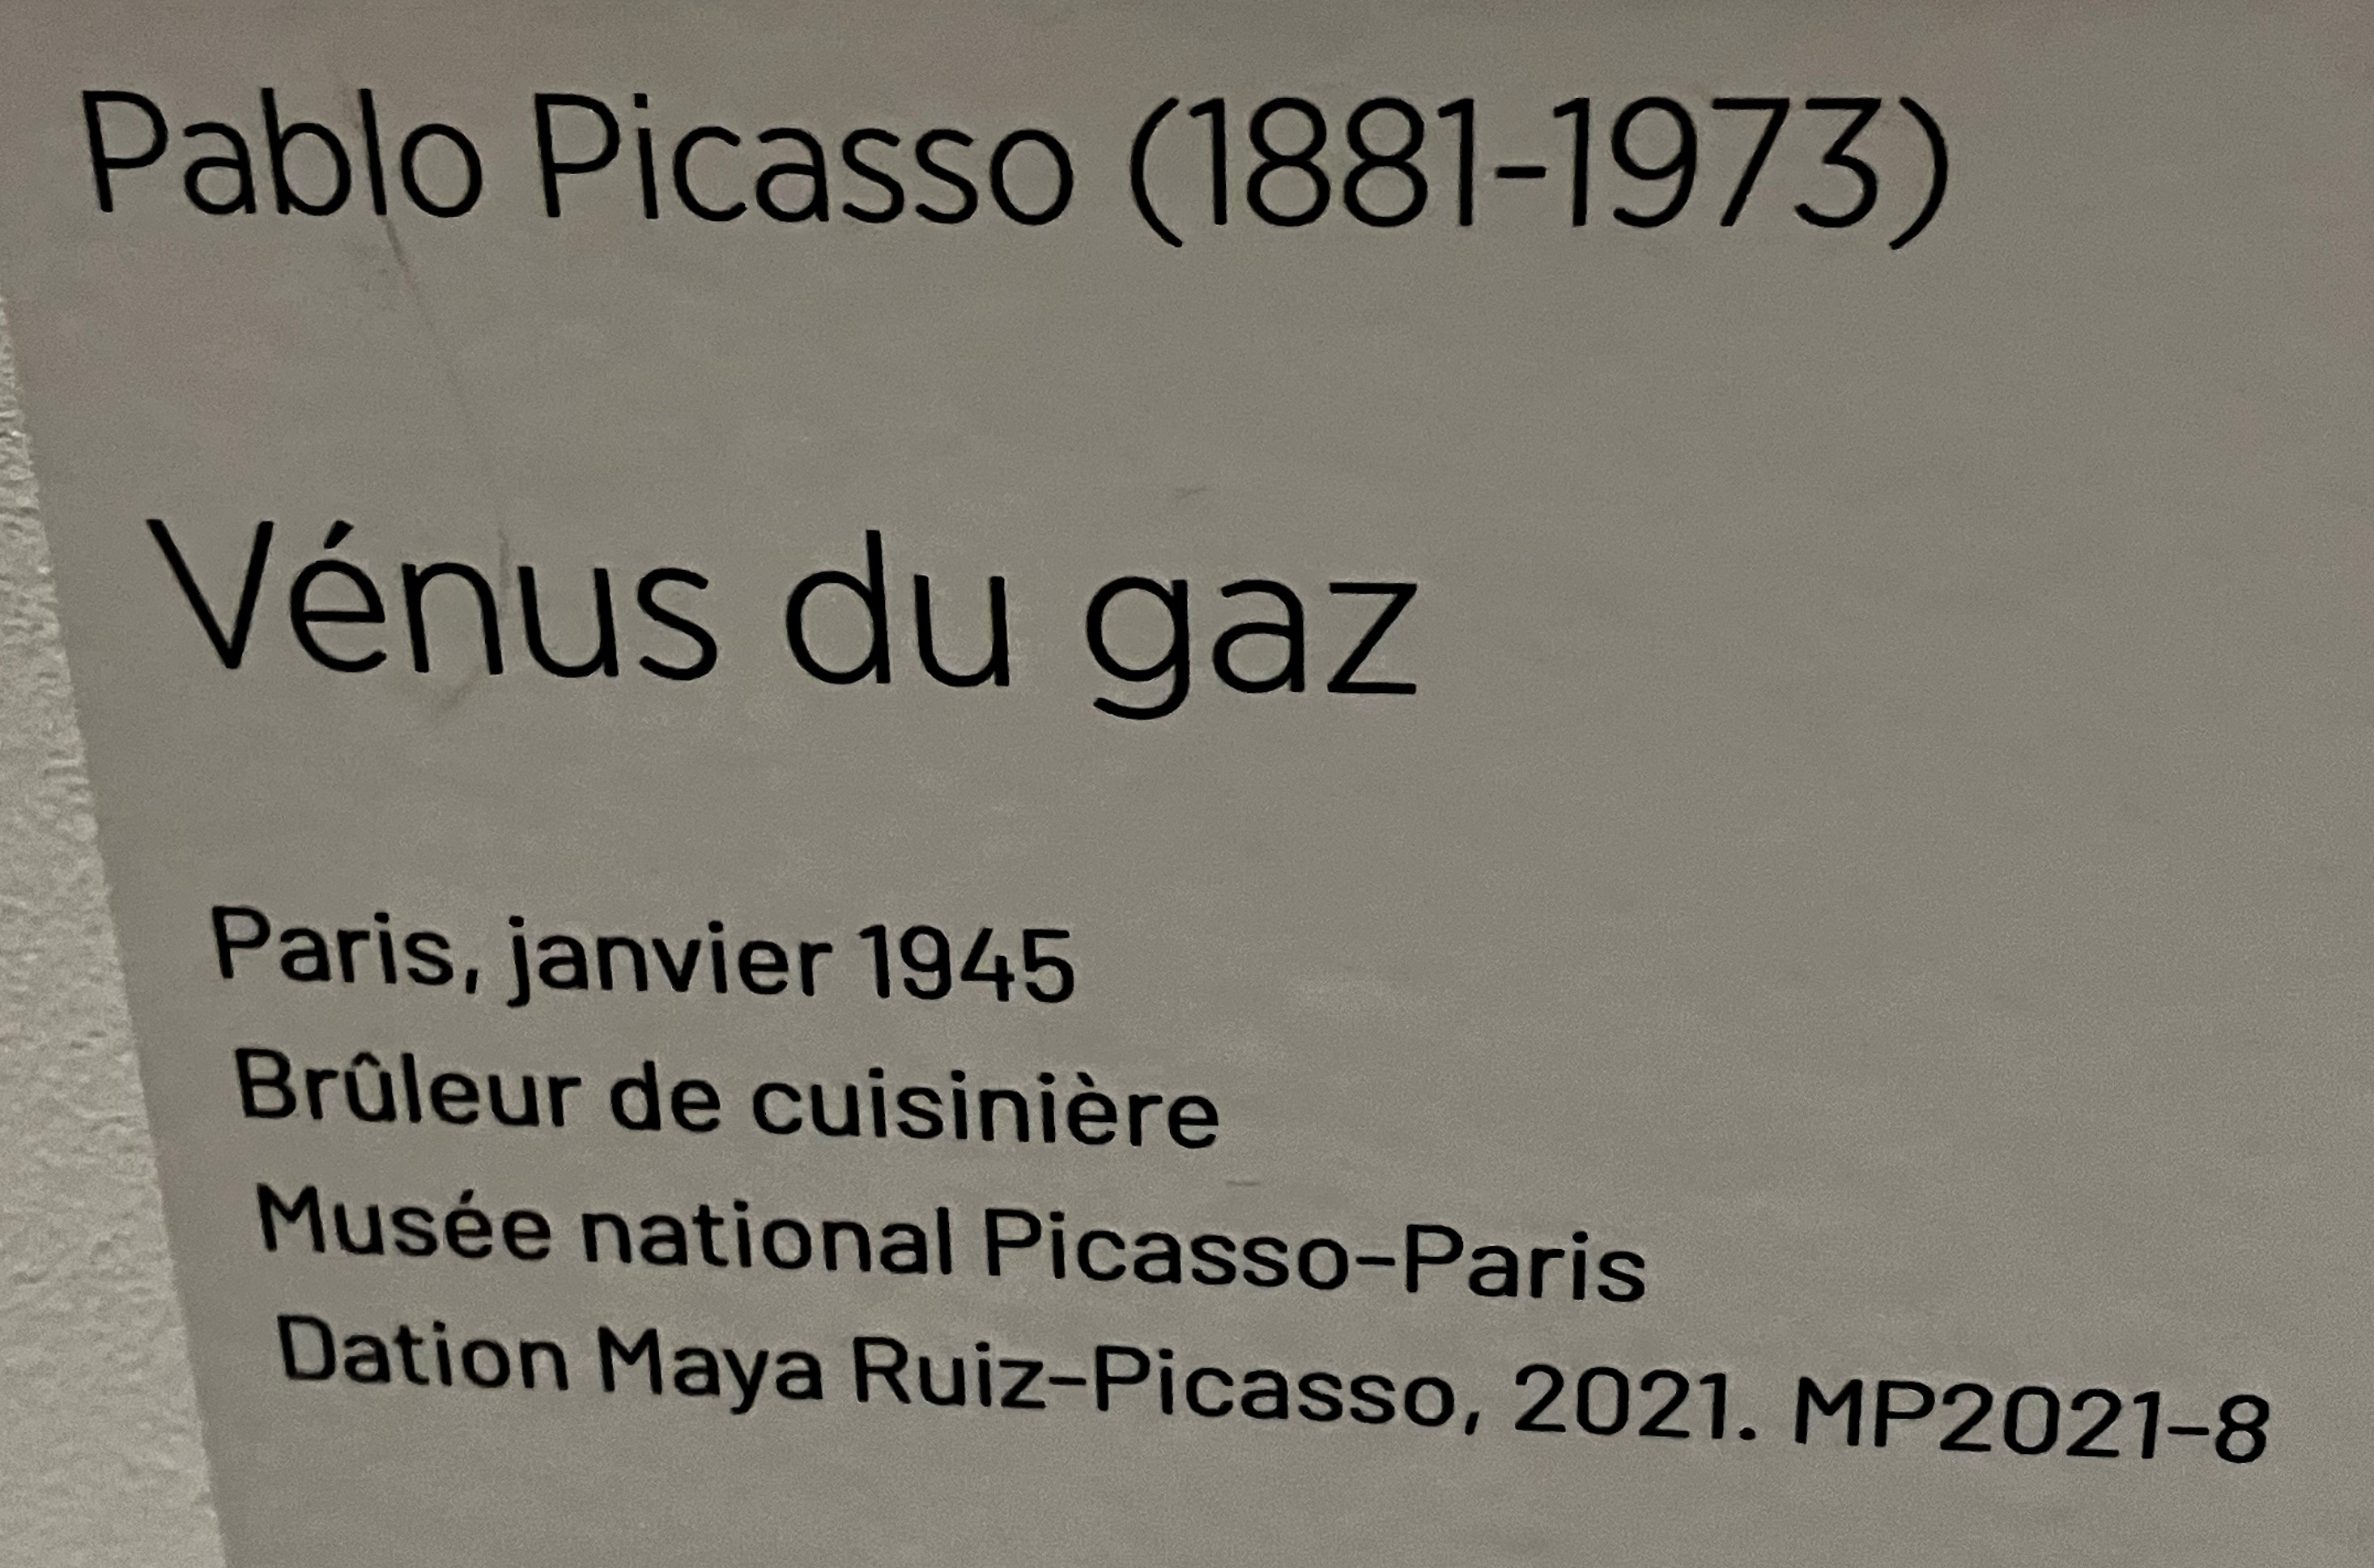 Pablo Picasso (1881-1973)
Vénus du gaz
Paris, janvier 1945
Brûleur de cuisinière
Musée national Picasso-Paris
Dation Maya Ruiz-Picasso, 2021. MP2021-8